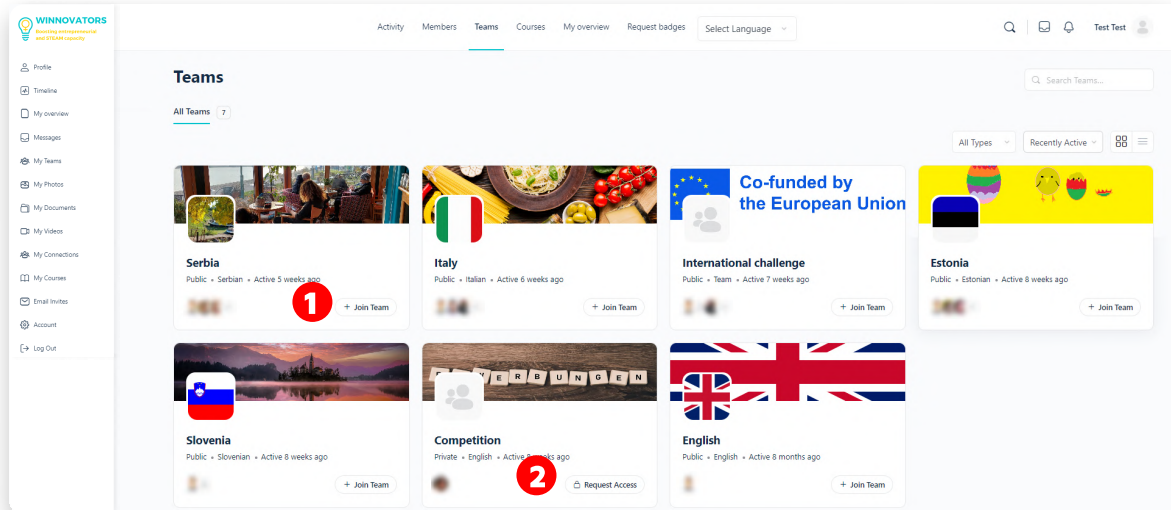 WINNOVATORS
Boosting entrepreneurial
and STEAM capacity
Activity Members Teams Courses My overview Request badges Select Language
Test Test
Profile
Timeline
My overview
Messages
My Teams
My Photos
My Documents
My Videos
My Connections
My Courses
Email Invites
Account
Log Out
Teams
Search Teams...
All Teams 7
All Types Recently Active
Co-funded by
the European Union
Serbia
Public • Serbian • Active 5 weeks ago
1
+ Join Team
Italy
Public • Italian • Active 6 weeks ago
+ Join Team
International challenge
Public • Team • Active 7 weeks ago
+ Join Team
Estonia
Public • Estonian • Active 8 weeks ago
+ Join Team
Slovenia
Public • Slovenian • Active 8 weeks ago
+ Join Team
ERBUNGEN
Competition
Private • English • Active 8 weeks ago
2
Request Access
English
Public • English • Active 8 months ago
+ Join Team